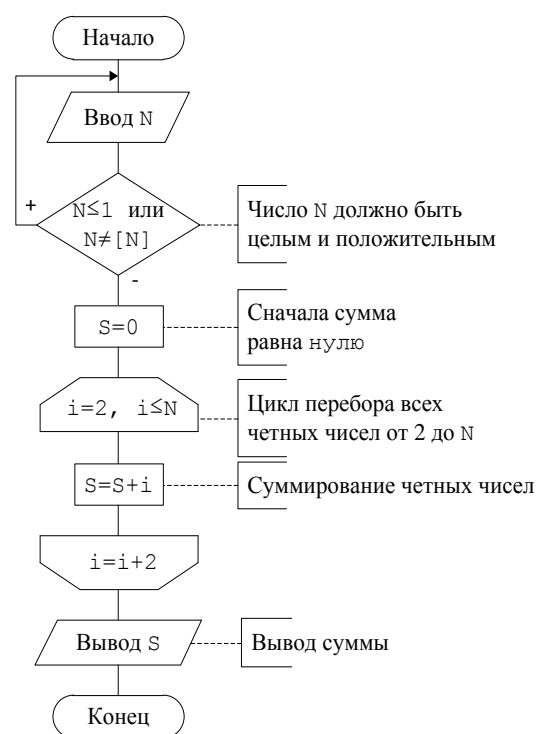 Начало
Ввод N
+
N≤1 или
N≠[N]
Число N должно быть
целым и положительным
-
S=0
Сначала сумма
равна нулю
i=2, i≤N
Цикл перебора всех
четных чисел от 2 до N
S=S+i
Суммирование четных чисел
i=i+2
Вывод S
Вывод суммы
Конец